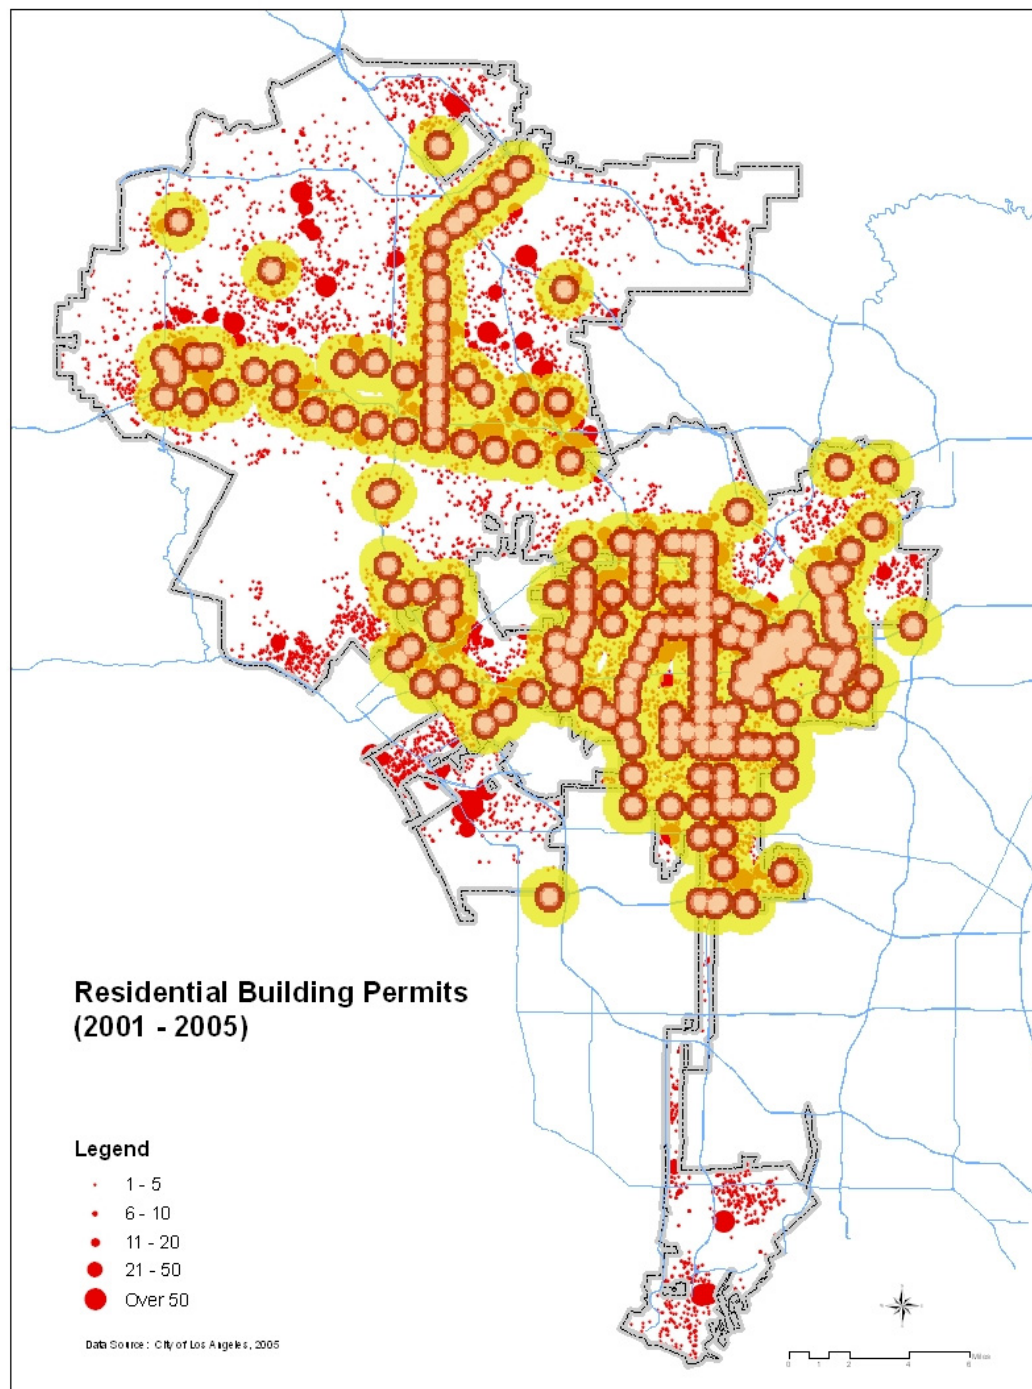 Residential Building Permits
(2001 - 2005)
Legend
1 - 5
6 - 10
11 - 20
21 - 50
Over 50
Data Source: City of Los Angeles, 2005
Miles
0 1 2 4 6